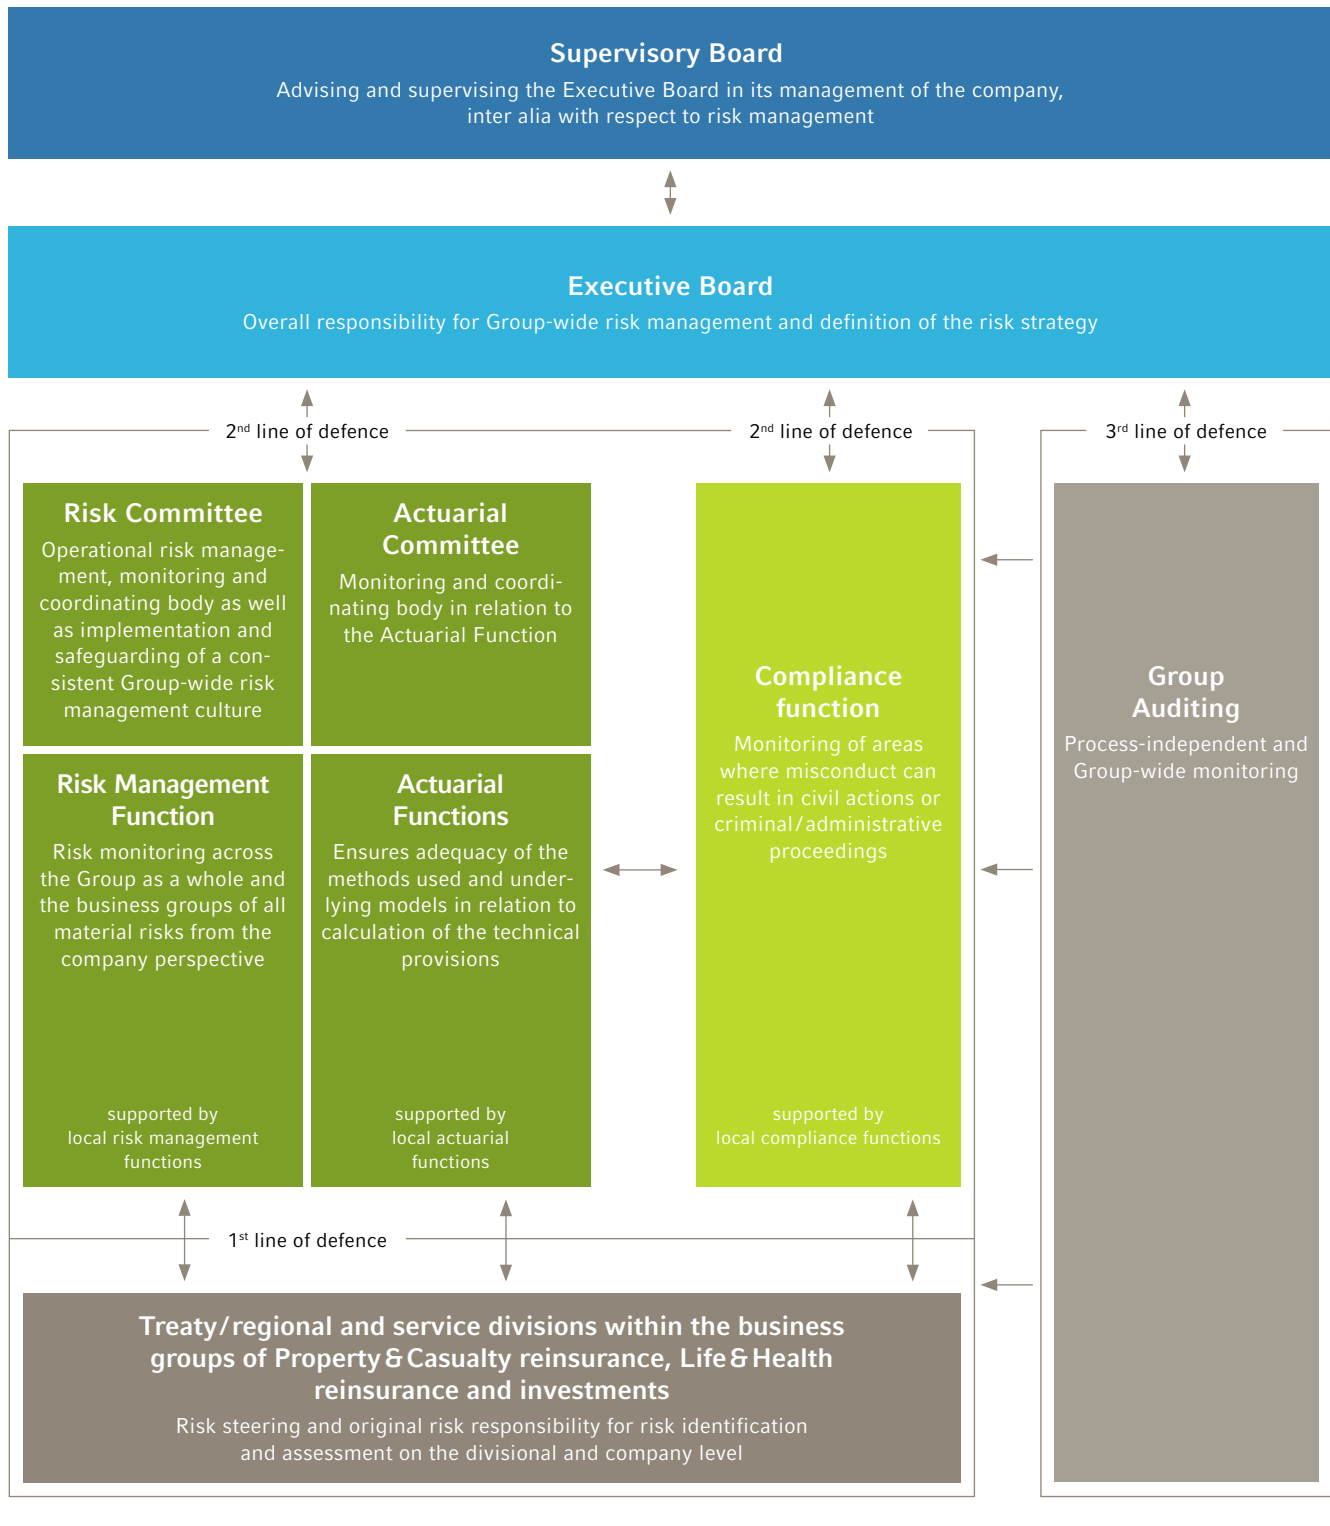 Supervisory Board
Advising and supervising the Executive Board in its management of the company,
inter alia with respect to risk management
Executive Board
Overall responsibility for Group-wide risk management and definition of the risk strategy
2nd line of defence
2nd line of defence
3rd line of defence
Risk Committee
Operational risk manage-
ment, monitoring and
coordinating body as well
as implementation and
safeguarding of a con-
sistent Group-wide risk
management culture
Actuarial
Committee
Monitoring and coordi-
nating body in relation to
the Actuarial Function
Risk Management
Function
Risk monitoring across
the Group as a whole and
the business groups of all
material risks from the
company perspective
supported by
local risk management
functions
Actuarial
Functions
Ensures adequacy of the
methods used and under-
lying models in relation to
calculation of the technical
provisions
supported by
local actuarial
functions
Compliance
function
Monitoring of areas
where misconduct can
result in civil actions or
criminal/administrative
proceedings
supported by
local compliance functions
Group
Auditing
Process-independent and
Group-wide monitoring
1st line of defence
Treaty/regional and service divisions within the business
groups of Property & Casualty reinsurance, Life & Health
reinsurance and investments
Risk steering and original risk responsibility for risk identification
and assessment on the divisional and company level